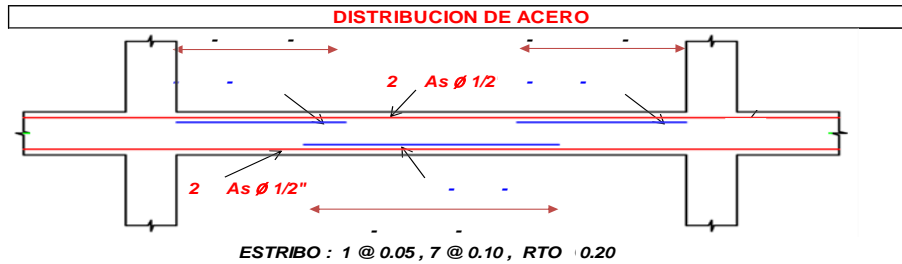 DISTRIBUCION DE ACERO
- -
- -
- - 2 As Ø 1/2 - -
2 As Ø 1/2"
- -
- -
ESTRIBO : 1 @ 0.05 , 7 @ 0.10 , RTO 0.20